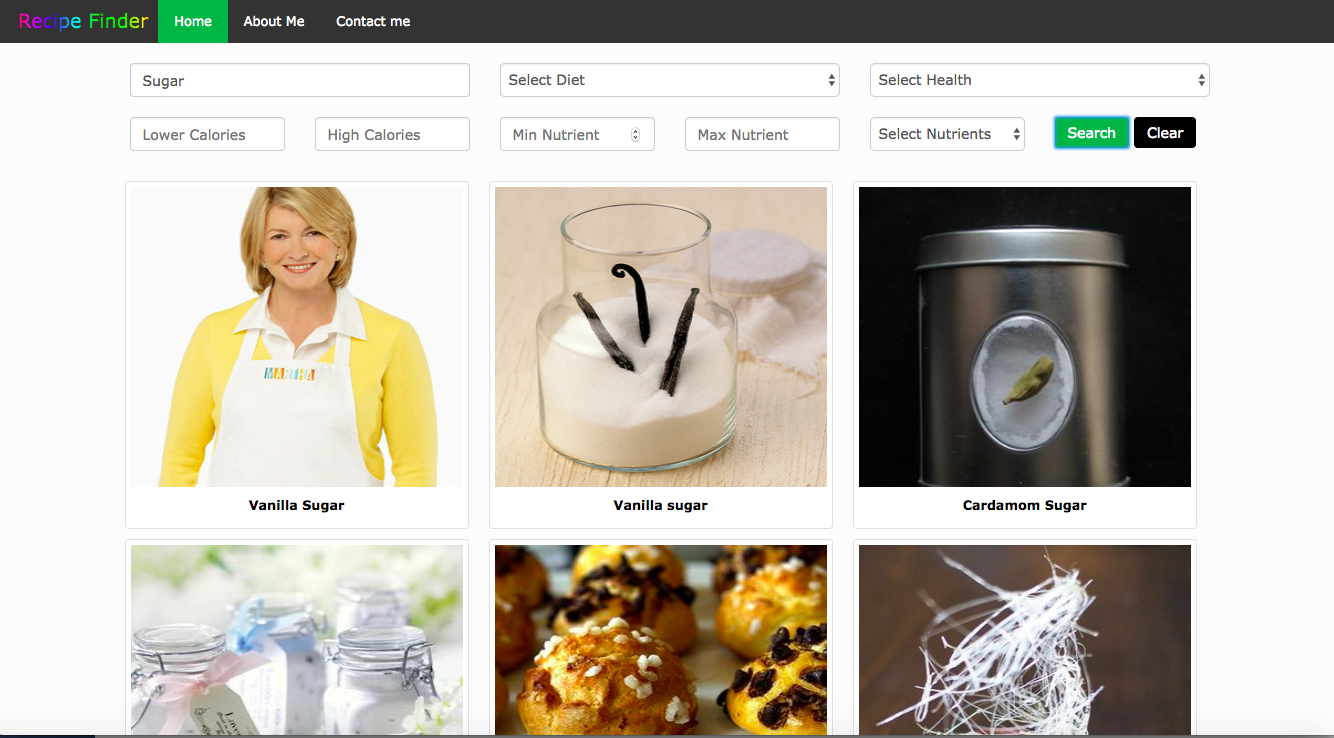 Recipe Finder Home About Me Contact me
Sugar Select Diet Select Health
Lower Calories High Calories Min Nutrient Max Nutrient Select Nutrients Search Clear
MARTHA
Vanilla Sugar Vanilla sugar Cardamom Sugar